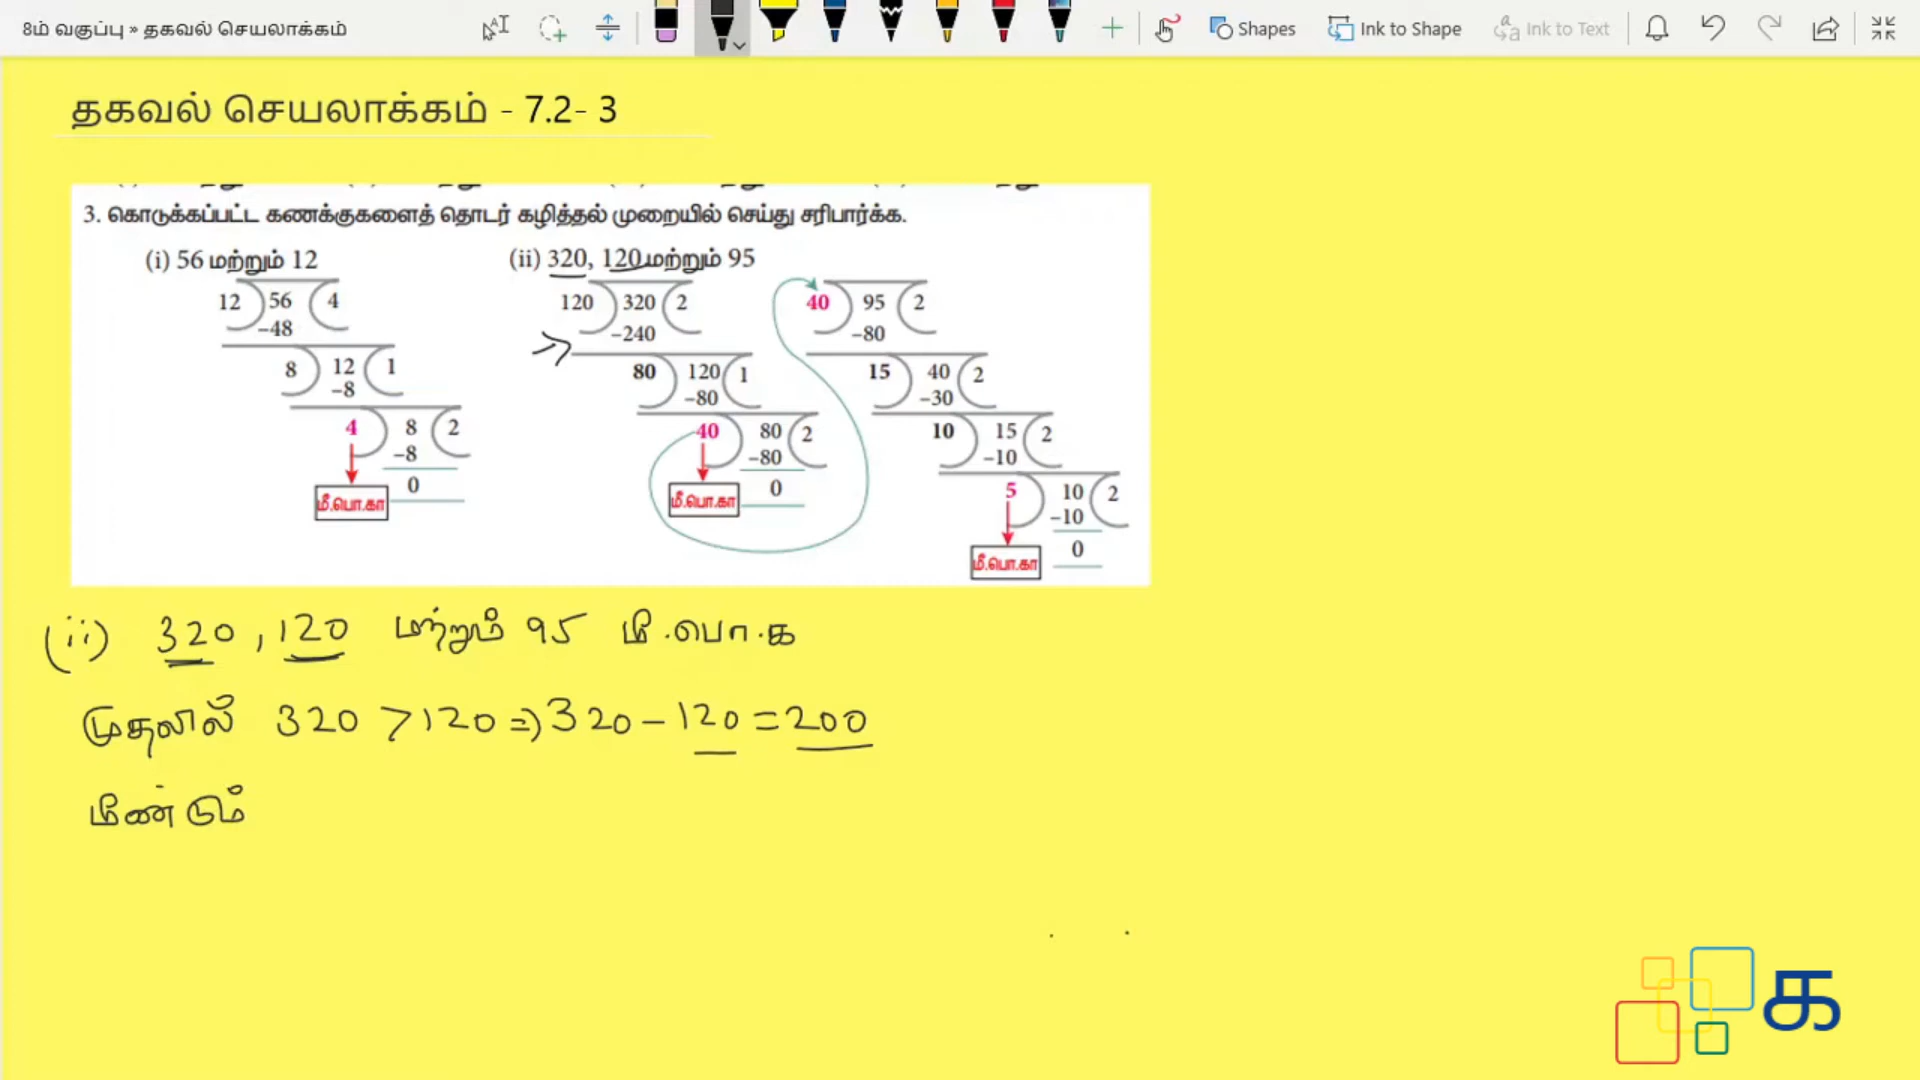 8ம் வகுப்பு » தகவல் செயலாக்கம்
Shapes
Ink to Shape
Ink to Text
தகவல் செயலாக்கம் - 7.2- 3
3. கொடுக்கப்பட்ட கணக்குகளைத் தொடர் கழித்தல் முறையில் செய்து சரிபார்க்க.
(i) 56 மற்றும் 12
12 56 4
–48
8 12 1
–8
4 8 2
–8
0
மீ.பொ.கா
(ii) 320, 120 மற்றும் 95
120 320 2
–240
80 120 1
–80
40 80 2
–80
0
மீ.பொ.கா
40 95 2
–80
15 40 2
–30
10 15 2
–10
5 10 2
–10
0
மீ.பொ.கா
(ii) 320 , 120 மற்றும் 95 மீ.பொ.க
முதலில் 320 > 120 => 320 – 120 = 200
மீண்டும்
க